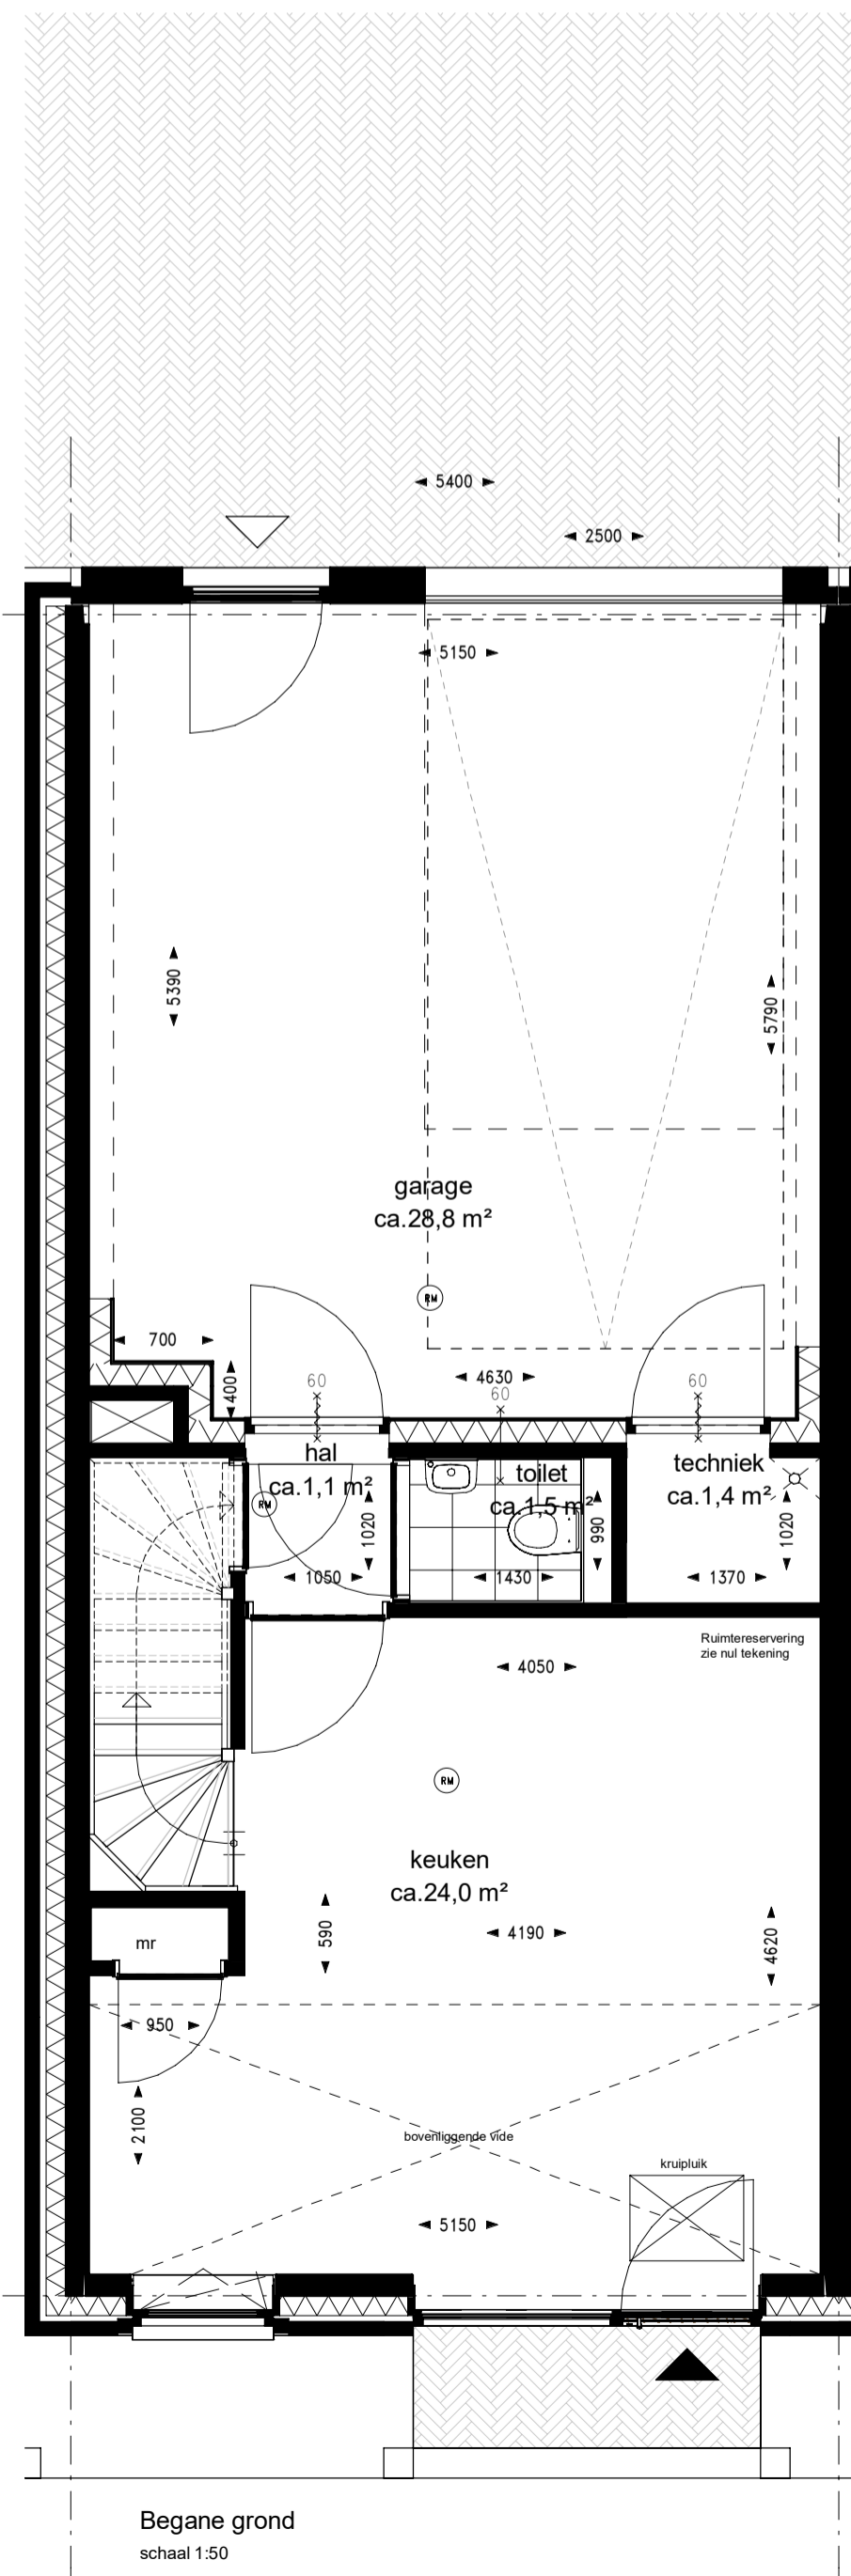 5400
2500
5150
5390
5790
garage
ca.28,8 m²
RM
700
400
60
4630
60
60
hal
ca.1,1 m²
RM
1020
1050
toilet
ca.1,5 m²
990
1430
techniek
ca.1,4 m²
1020
1370
Ruimtereservering
zie nul tekening
4050
RM
keuken
ca.24,0 m²
590
4190
4620
mr
950
2100
bovenliggende vide
kruipluik
5150
Begane grond
schaal 1:50